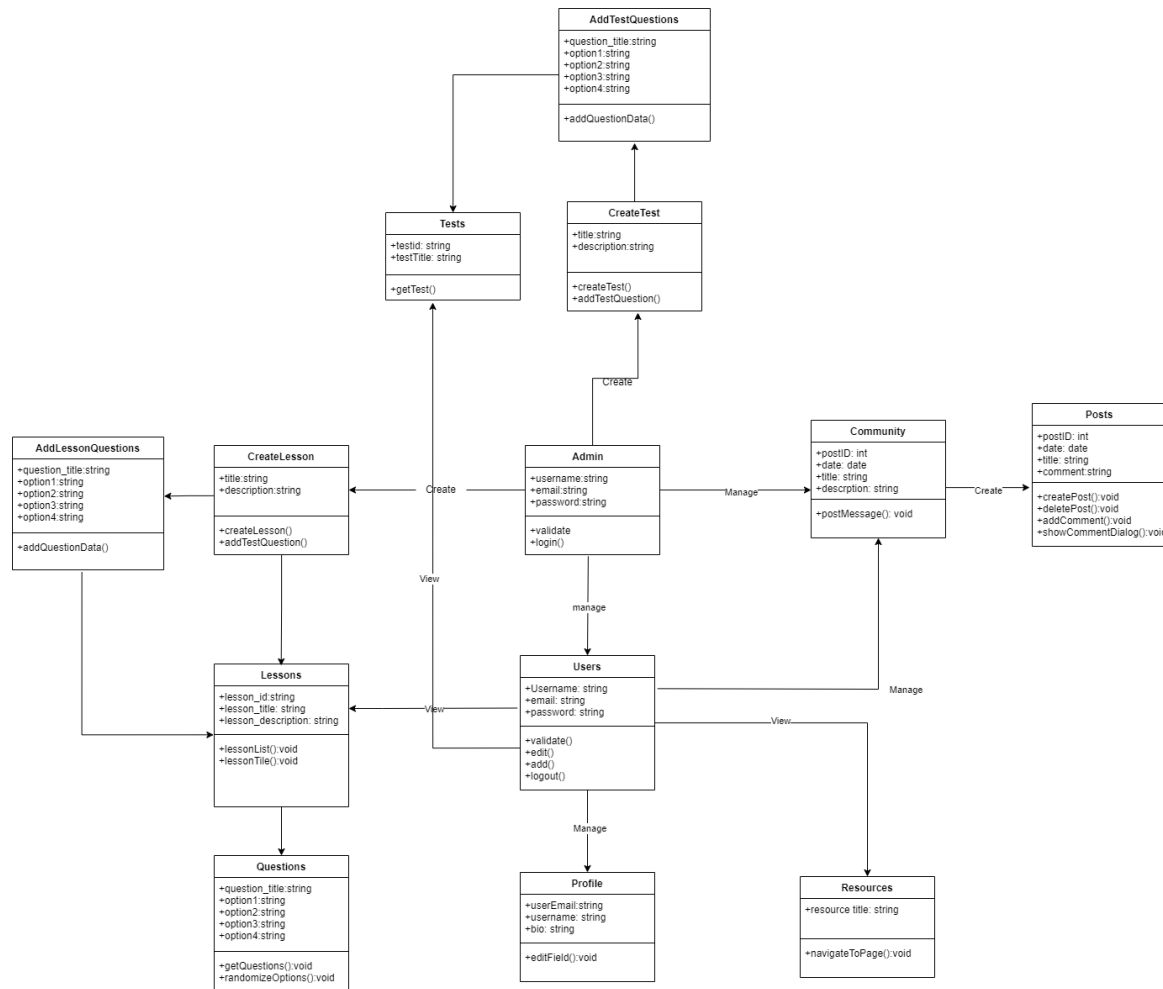 AddTestQuestions
+question_title:string
+option1:string
+option2:string
+option3:string
+option4:string
+addQuestionData()
Tests
+testid: string
+testTitle: string
+getTest()
CreateTest
+title:string
+description:string
+createTest()
+addTestQuestion()
Create
AddLessonQuestions
+question_title:string
+option1:string
+option2:string
+option3:string
+option4:string
+addQuestionData()
CreateLesson
+title:string
+description:string
+createLesson()
+addTestQuestion()
Create
Admin
+username:string
+email:string
+password:string
+validate
+login()
Manage
Community
+postID: int
+date: date
+title: string
+descrption: string
+postMessage(): void
Create
Posts
+postID: int
+date: date
+title: string
+comment:string
+createPost():void
+deletePost():void
+addComment():void
+showCommentDialog():void
View
manage
Lessons
+lesson_id:string
+lesson_title: string
+lesson_description: string
+lessonList():void
+lessonTile():void
View
Users
+Username: string
+email: string
+password: string
+validate()
+edit()
+add()
+logout()
Manage
View
Manage
Questions
+question_title:string
+option1:string
+option2:string
+option3:string
+option4:string
+getQuestions():void
+randomizeOptions():void
Profile
+userEmail:string
+username: string
+bio: string
+editField():void
Resources
+resource title: string
+navigateToPage():void